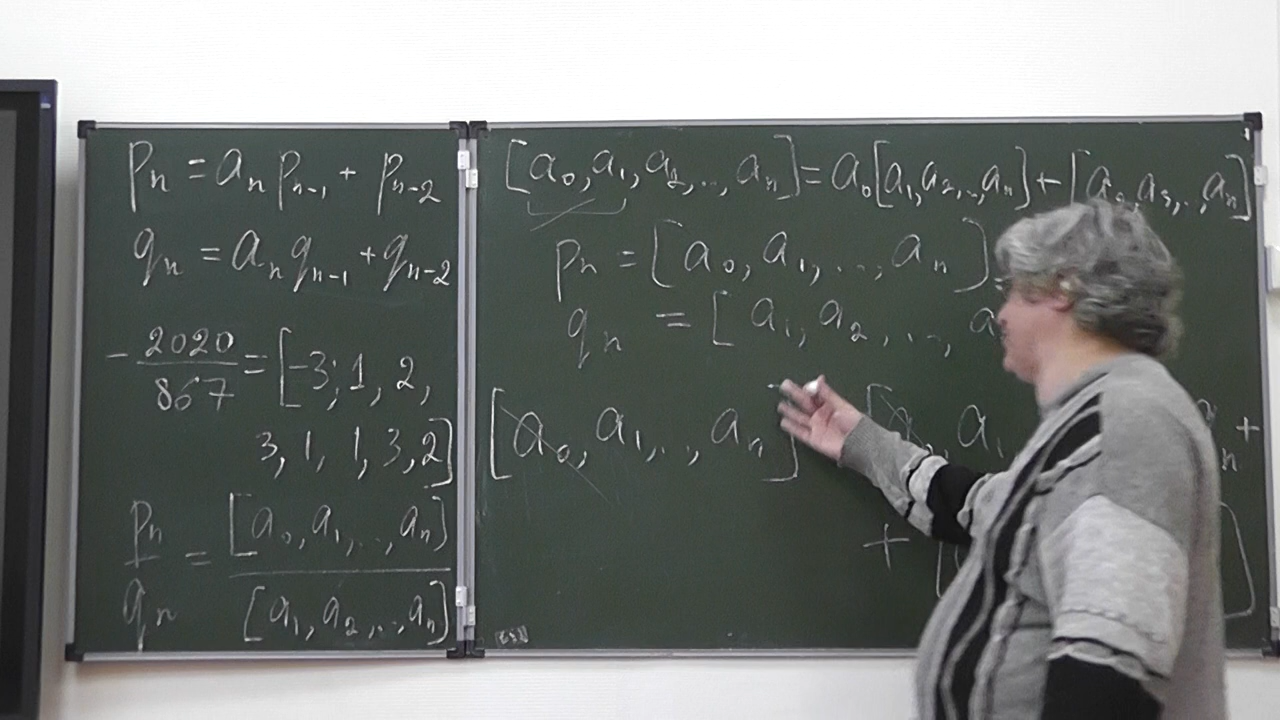 pₙ = aₙ pₙ₋₁ + pₙ₋₂
qₙ = aₙ qₙ₋₁ + qₙ₋₂
- 2020/867 = [-3; 1, 2,
3, 1, 1, 3, 2]
pₙ/qₙ = [a₀, a₁, .., aₙ]/[a₁, a₂, .., aₙ]
[a₀, a₁, a₂, .., aₙ] = a₀[a₁, a₂, .., aₙ] + [a₂, a₃, .., aₙ]
pₙ = [a₀, a₁, .., aₙ]
qₙ = [a₁, a₂, .., a
[a₀, a₁, .., aₙ] a₁ ₙ +
+